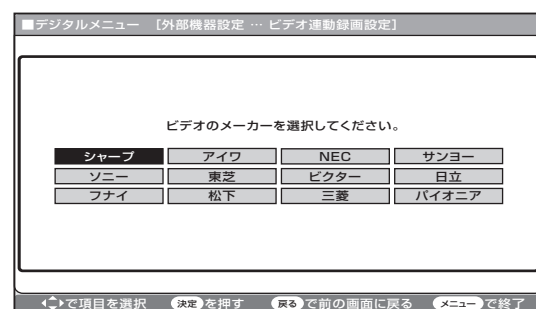 ■デジタルメニュー [外部機器設定 … ビデオ連動録画設定]
ビデオのメーカーを選択してください。
シャープ アイワ NEC サンヨー
ソニー 東芝 ビクター 日立
フナイ 松下 三菱 パイオニア
で項目を選択 決定を押す 戻るで前の画面に戻る メニューで終了